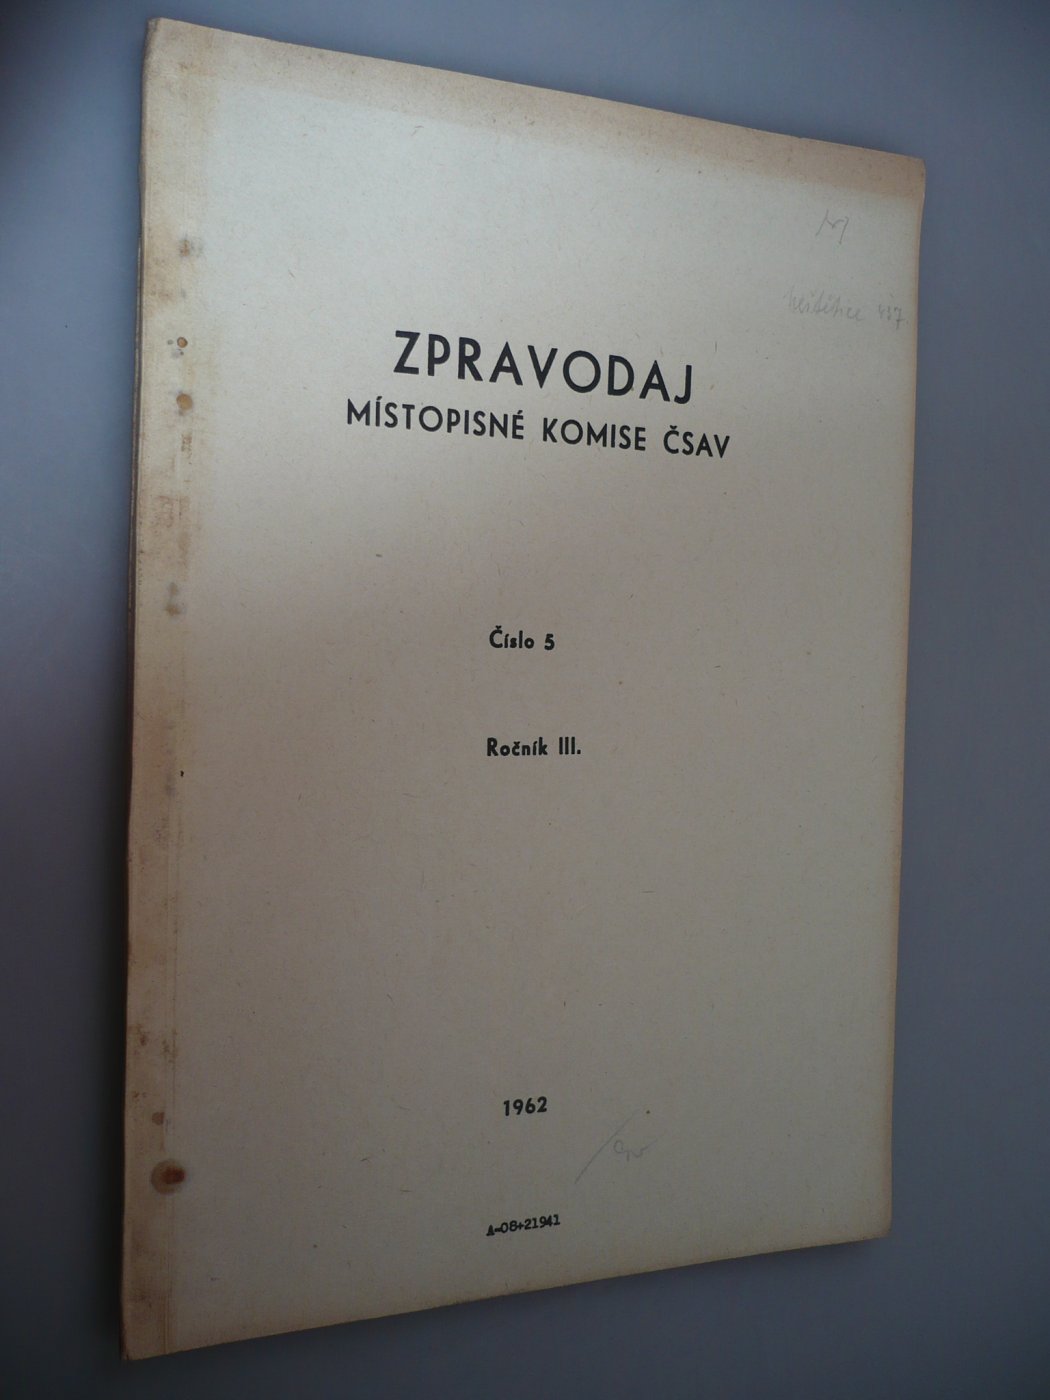 ZPRAVODAJ
MÍSTOPISNÉ KOMISE ČSAV
Číslo 5
Ročník III.
1962
A-08+21941